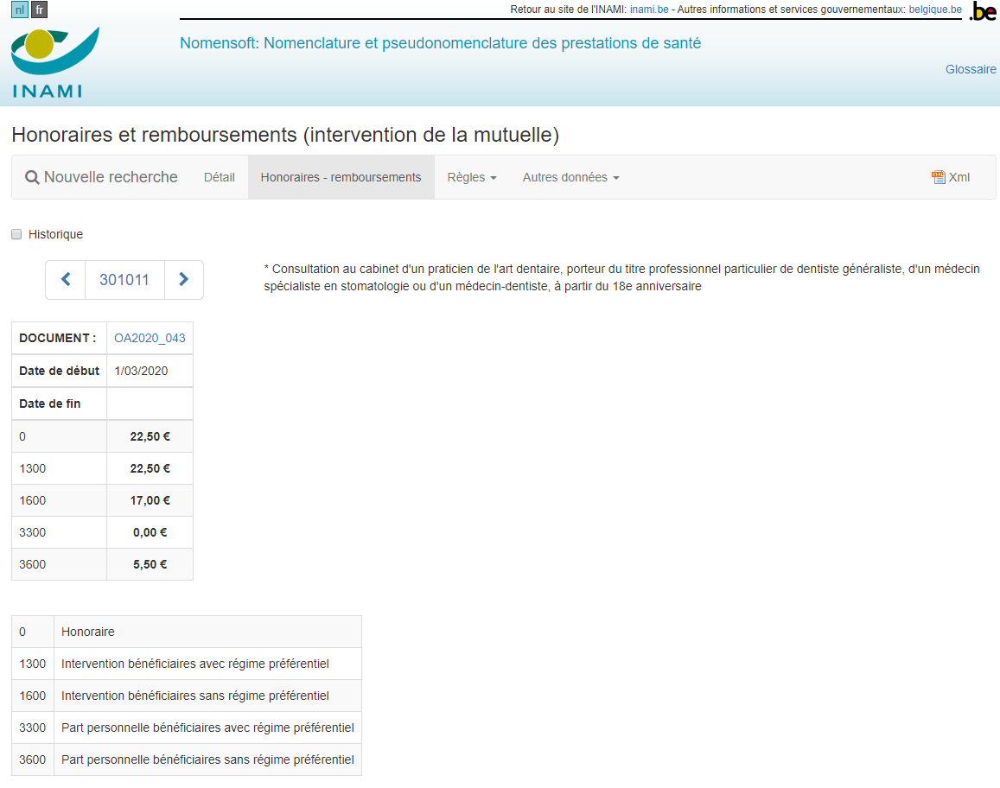 nl fr
Retour au site de l'INAMI: inami.be - Autres informations et services gouvernementaux: belgique.be
.be
Nomensoft: Nomenclature et pseudonomenclature des prestations de santé
Glossaire
INAMI
Honoraires et remboursements (intervention de la mutuelle)
Nouvelle recherche Détail Honoraires - remboursements Règles Autres données Xml
Historique
301011
* Consultation au cabinet d'un praticien de l'art dentaire, porteur du titre professionnel particulier de dentiste généraliste, d'un médecin
spécialiste en stomatologie ou d'un médecin-dentiste, à partir du 18e anniversaire
DOCUMENT : OA2020_043
Date de début 1/03/2020
Date de fin
0 22,50 €
1300 22,50 €
1600 17,00 €
3300 0,00 €
3600 5,50 €
0 Honoraire
1300 Intervention bénéficiaires avec régime préférentiel
1600 Intervention bénéficiaires sans régime préférentiel
3300 Part personnelle bénéficiaires avec régime préférentiel
3600 Part personnelle bénéficiaires sans régime préférentiel